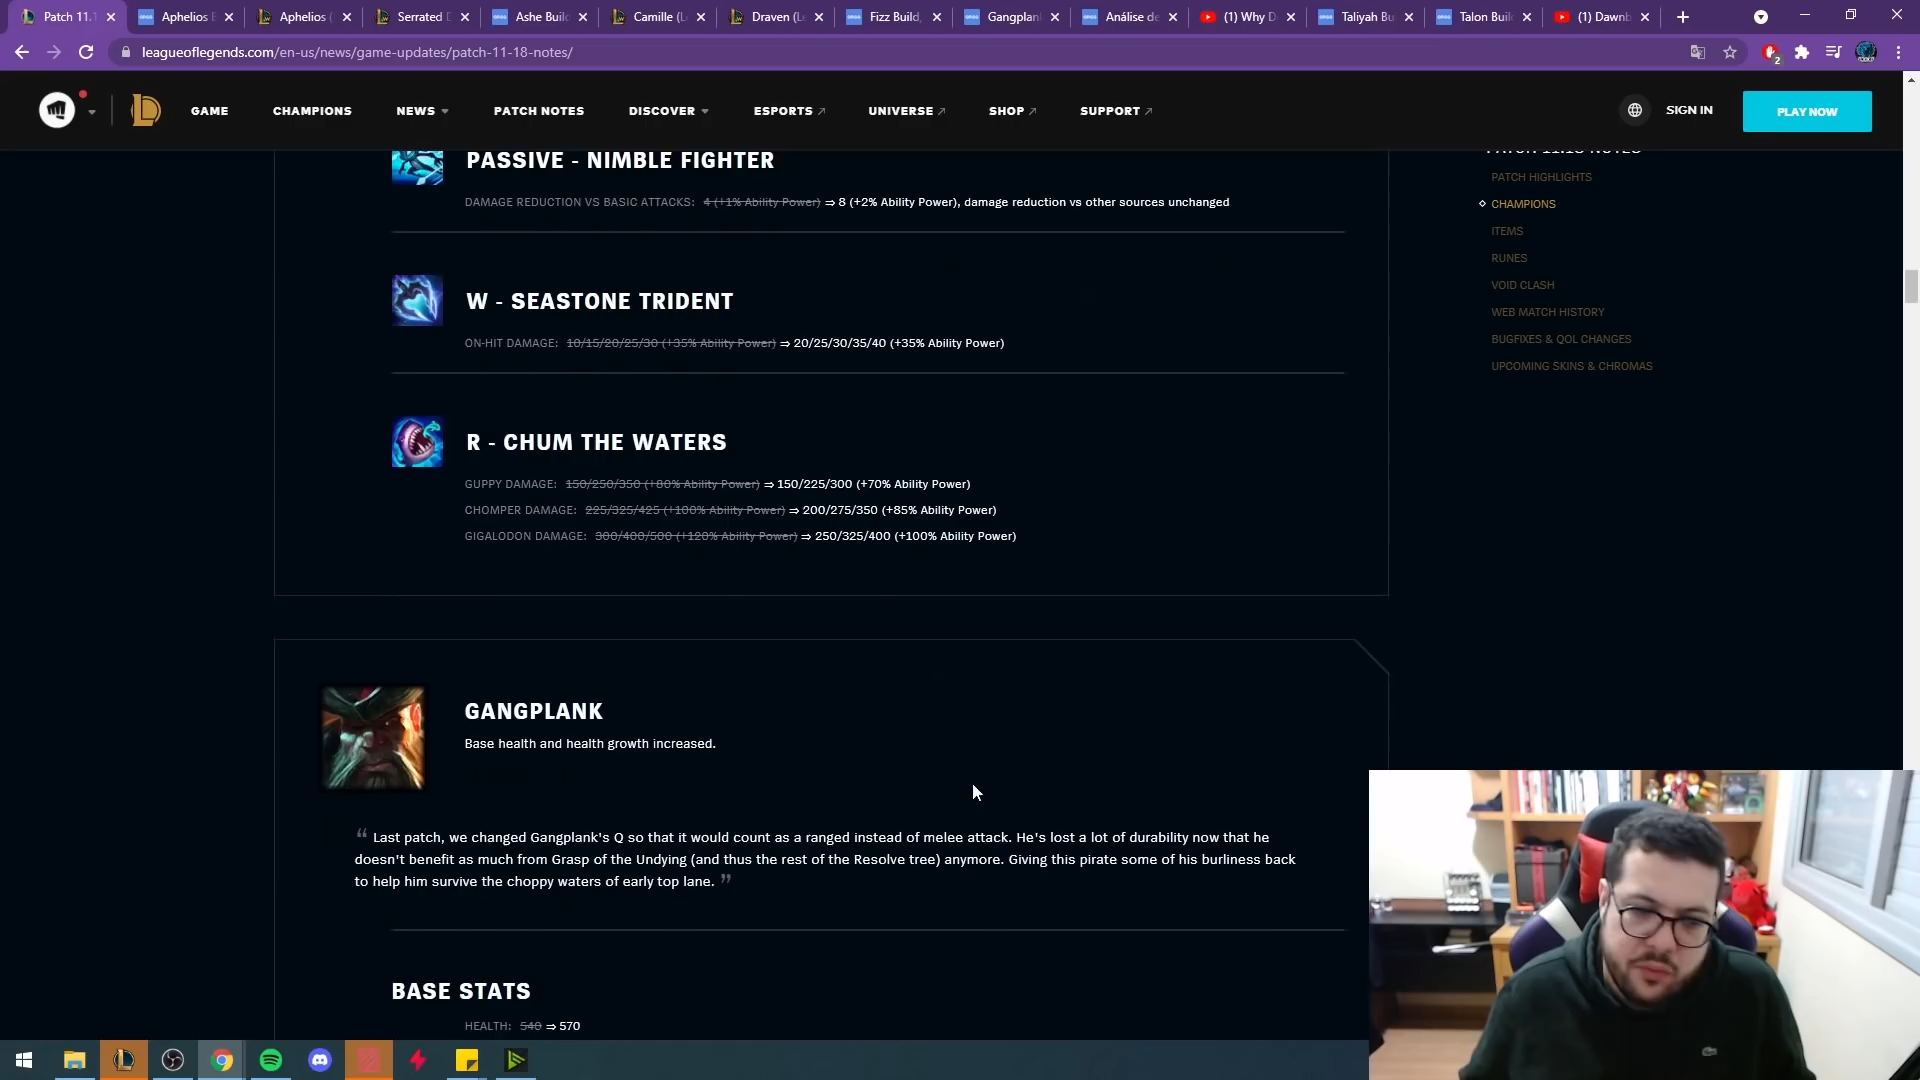 Patch 11.1
Aphelios B
Aphelios (
Serrated D
Ashe Build
Camille (L
Draven (Le
Fizz Build,
Gangplank
Análise de
(1) Why D
Taliyah Bu
Talon Buil
(1) Dawnb
leagueoflegends.com/en-us/news/game-updates/patch-11-18-notes/
2
GAME
CHAMPIONS
NEWS
PATCH NOTES
DISCOVER
ESPORTS
UNIVERSE
SHOP
SUPPORT
SIGN IN
PLAY NOW
PASSIVE - NIMBLE FIGHTER
DAMAGE REDUCTION VS BASIC ATTACKS: 4 (+1% Ability Power) ⇒ 8 (+2% Ability Power), damage reduction vs other sources unchanged
W - SEASTONE TRIDENT
ON-HIT DAMAGE: 10/15/20/25/30 (+35% Ability Power) ⇒ 20/25/30/35/40 (+35% Ability Power)
R - CHUM THE WATERS
GUPPY DAMAGE: 150/250/350 (+80% Ability Power) ⇒ 150/225/300 (+70% Ability Power)
CHOMPER DAMAGE: 225/325/425 (+100% Ability Power) ⇒ 200/275/350 (+85% Ability Power)
GIGALODON DAMAGE: 300/400/500 (+120% Ability Power) ⇒ 250/325/400 (+100% Ability Power)
GANGPLANK
Base health and health growth increased.
“ Last patch, we changed Gangplank's Q so that it would count as a ranged instead of melee attack. He's lost a lot of durability now that he
doesn't benefit as much from Grasp of the Undying (and thus the rest of the Resolve tree) anymore. Giving this pirate some of his burliness back
to help him survive the choppy waters of early top lane. ”
BASE STATS
HEALTH: 540 ⇒ 570
PATCH 11.18 NOTES
PATCH HIGHLIGHTS
CHAMPIONS
ITEMS
RUNES
VOID CLASH
WEB MATCH HISTORY
BUGFIXES & QOL CHANGES
UPCOMING SKINS & CHROMAS